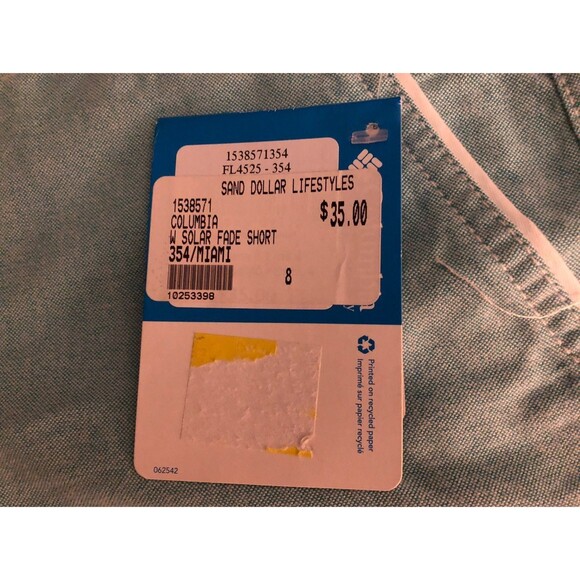 1538571354
FL4525 - 354
SAND DOLLAR LIFESTYLES
1538571
$35.00
COLUMBIA
W SOLAR FADE SHORT
354/MIAMI
8
10253398
Printed on recycled paper
Imprimé sur papier recyclé
062542